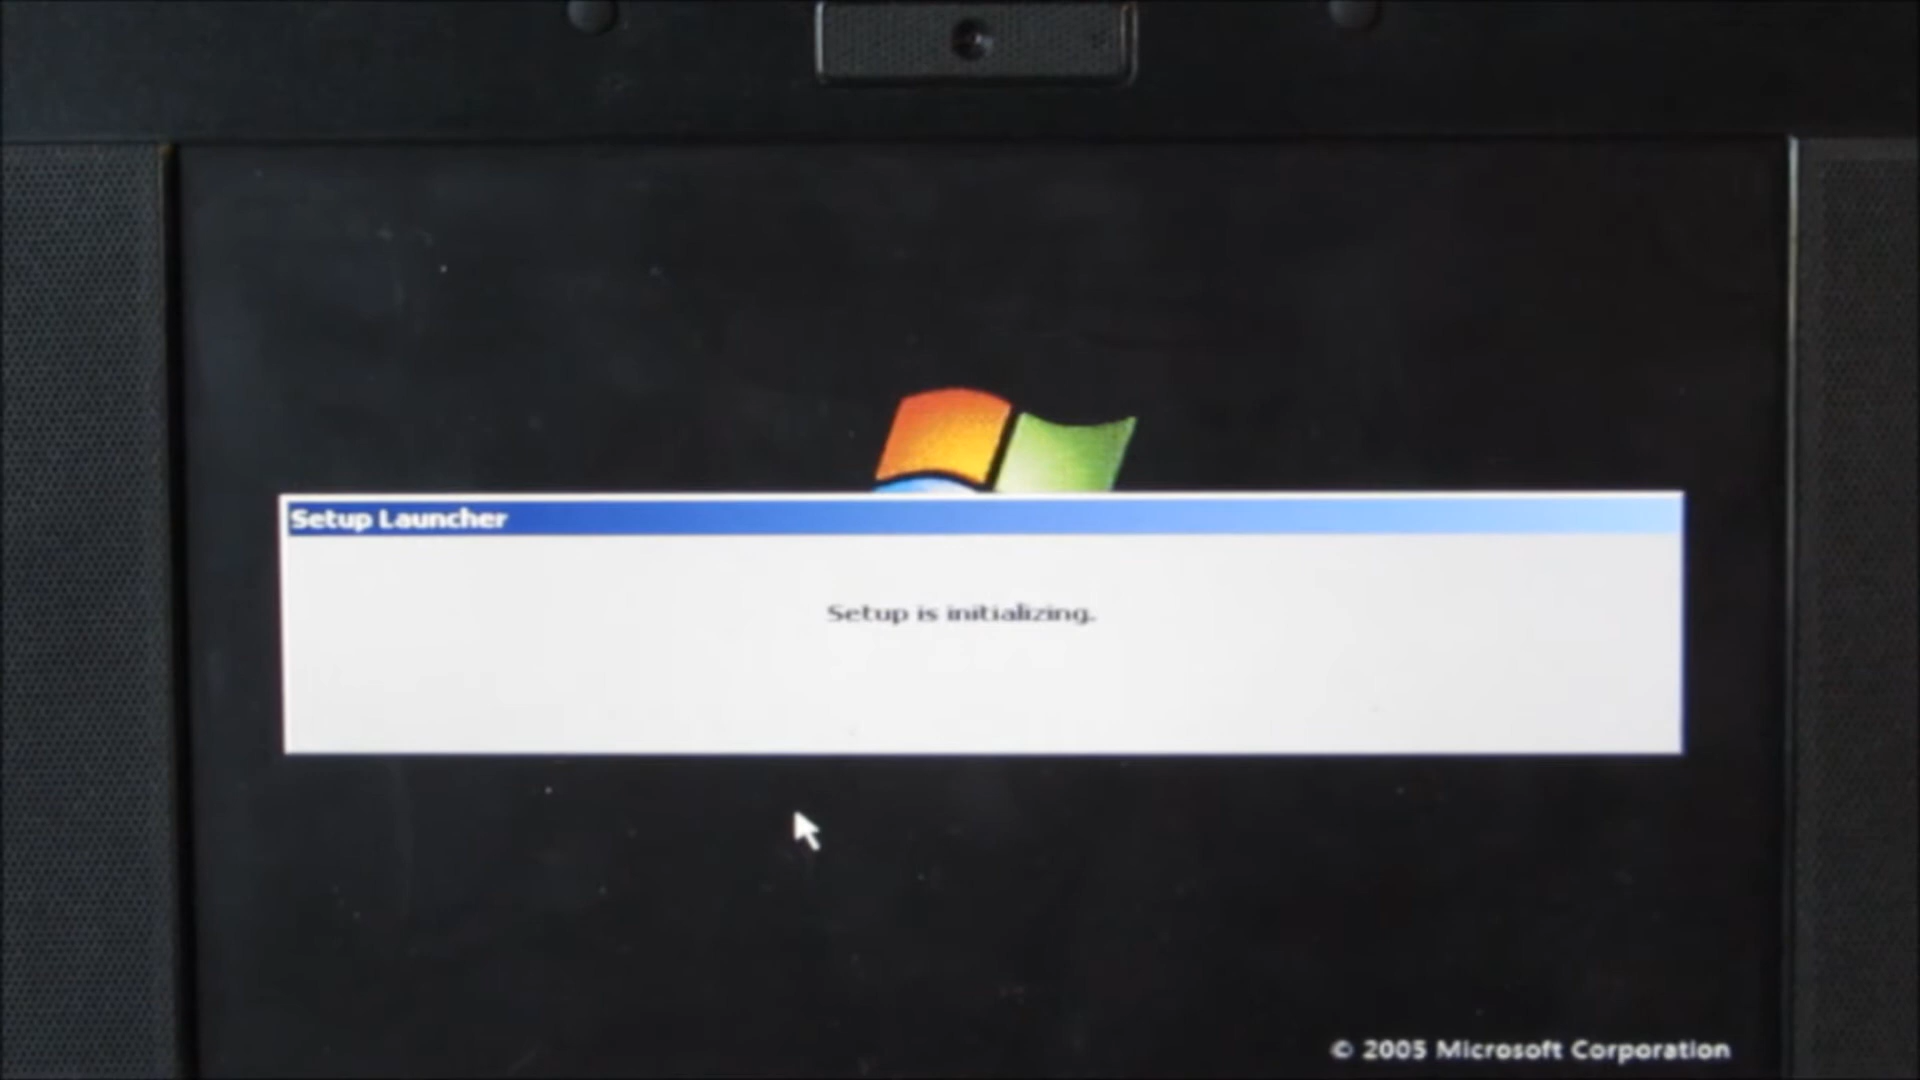 Setup Launcher
Setup is initializing.
© 2005 Microsoft Corporation